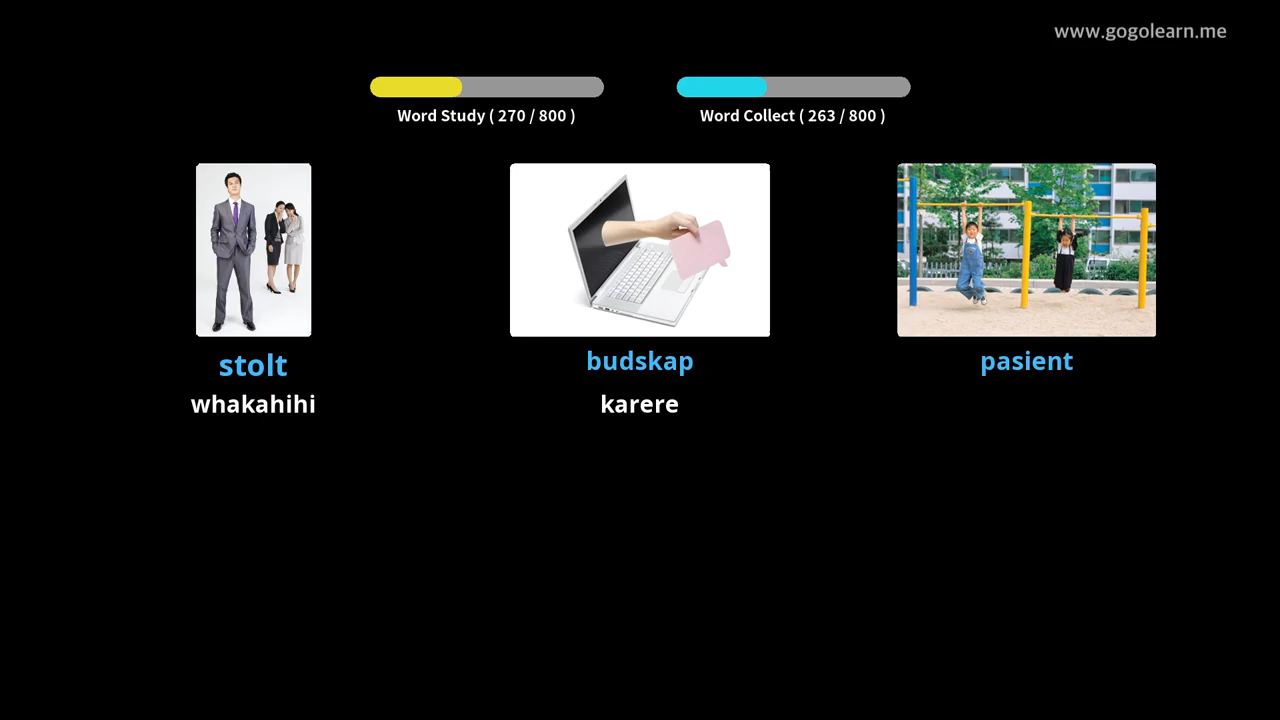 www.gogolearn.me
Word Study ( 270 / 800 )
Word Collect ( 263 / 800 )
stolt
budskap
pasient
whakahihi
karere